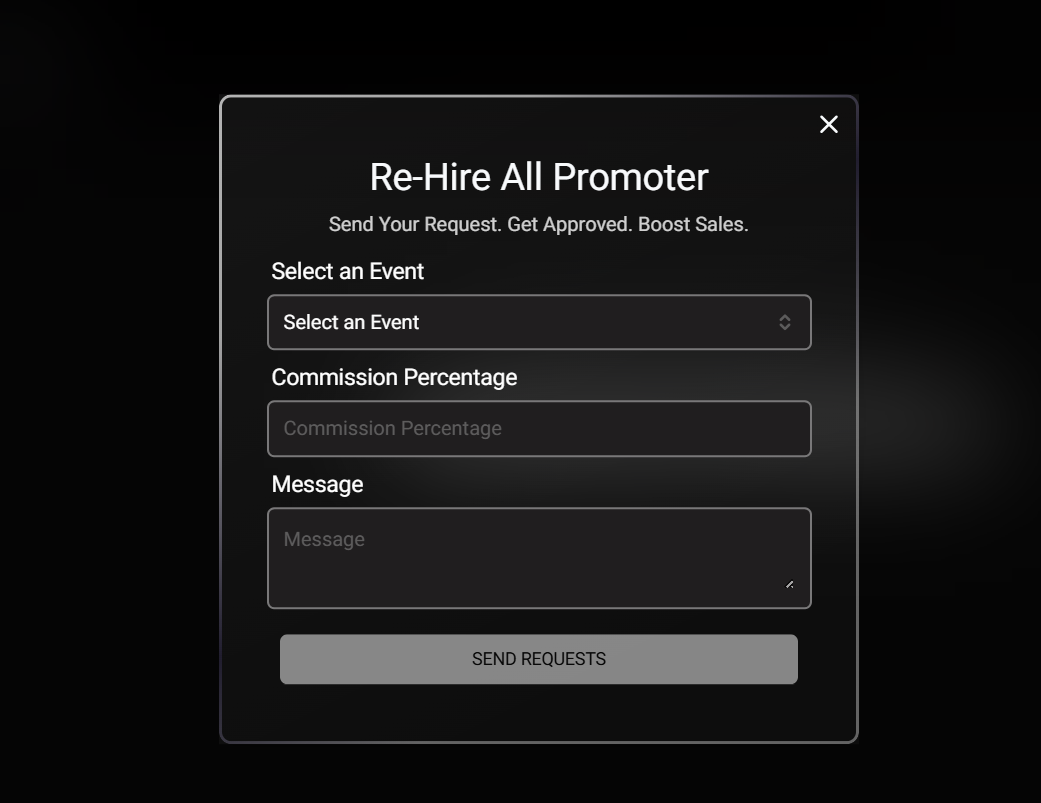 Re-Hire All Promoter
Send Your Request. Get Approved. Boost Sales.
Select an Event
Select an Event
Commission Percentage
Commission Percentage
Message
Message
SEND REQUESTS